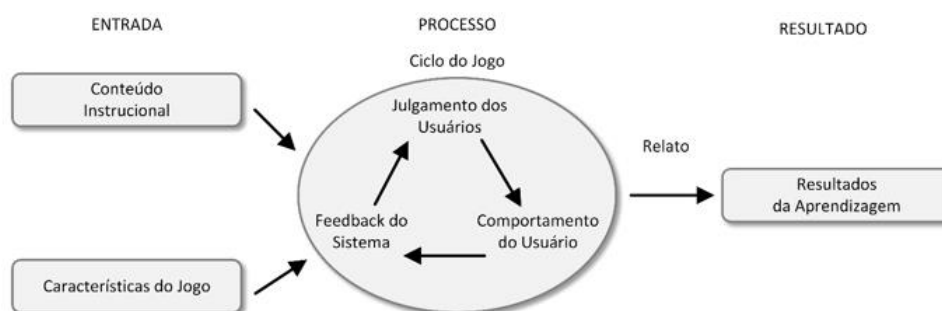 ENTRADA
PROCESSO
RESULTADO
Ciclo do Jogo
Conteúdo
Instrucional
Julgamento dos
Usuários
Relato
Resultados
da Aprendizagem
Feedback do
Sistema
Comportamento
do Usuário
Características do Jogo